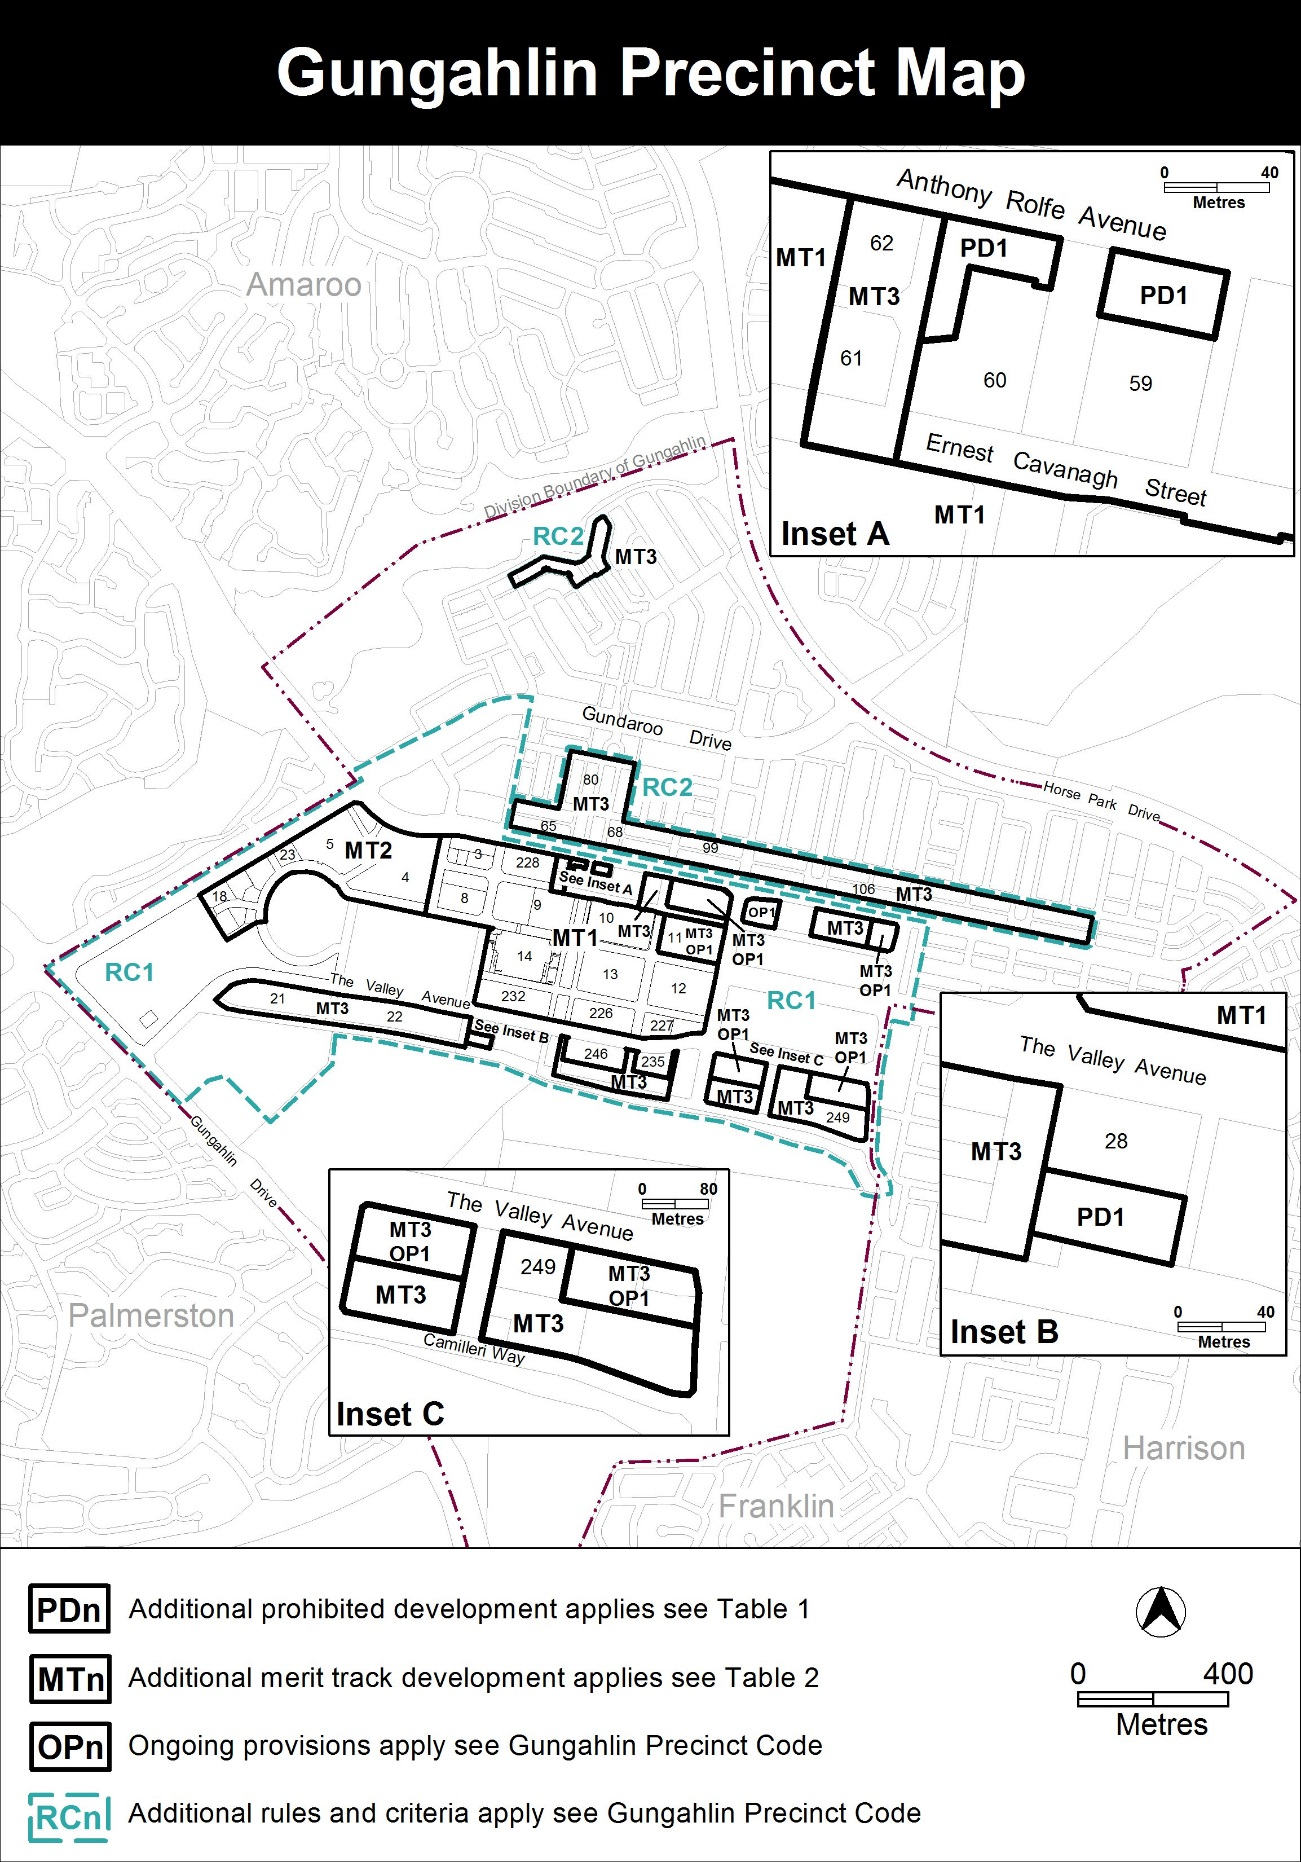 Gungahlin Precinct Map
Anthony Rolfe Avenue
0 40
Metres
MT1
62
PD1
PD1
MT3
61
60
59
Ernest Cavanagh Street
MT1
Inset A
Amaroo
Division Boundary of Gungahlin
RC2
MT3
Gundaroo Drive
80
RC2
MT3
65
68
99
106
MT3
Horse Park Drive
5
23
MT2
4
18
3
228
See Inset A
8
9
10
MT1
MT3
11
MT3
OP1
MT3
OP1
OP1
MT3
MT3
OP1
14
13
12
RC1
RC1
232
226
227
The Valley Avenue
21
MT3
22
See Inset B
246
235
MT3
MT3
OP1
See Inset C
MT3
OP1
MT3
MT3
249
Gungahlin Drive
MT1
The Valley Avenue
28
MT3
PD1
0 40
Metres
Inset B
0 80
Metres
The Valley Avenue
MT3
OP1
249
MT3
OP1
MT3
MT3
Camilleri Way
Inset C
Palmerston
Harrison
Franklin
PDn Additional prohibited development applies see Table 1
MTn Additional merit track development applies see Table 2
OPn Ongoing provisions apply see Gungahlin Precinct Code
RCn Additional rules and criteria apply see Gungahlin Precinct Code
0 400
Metres